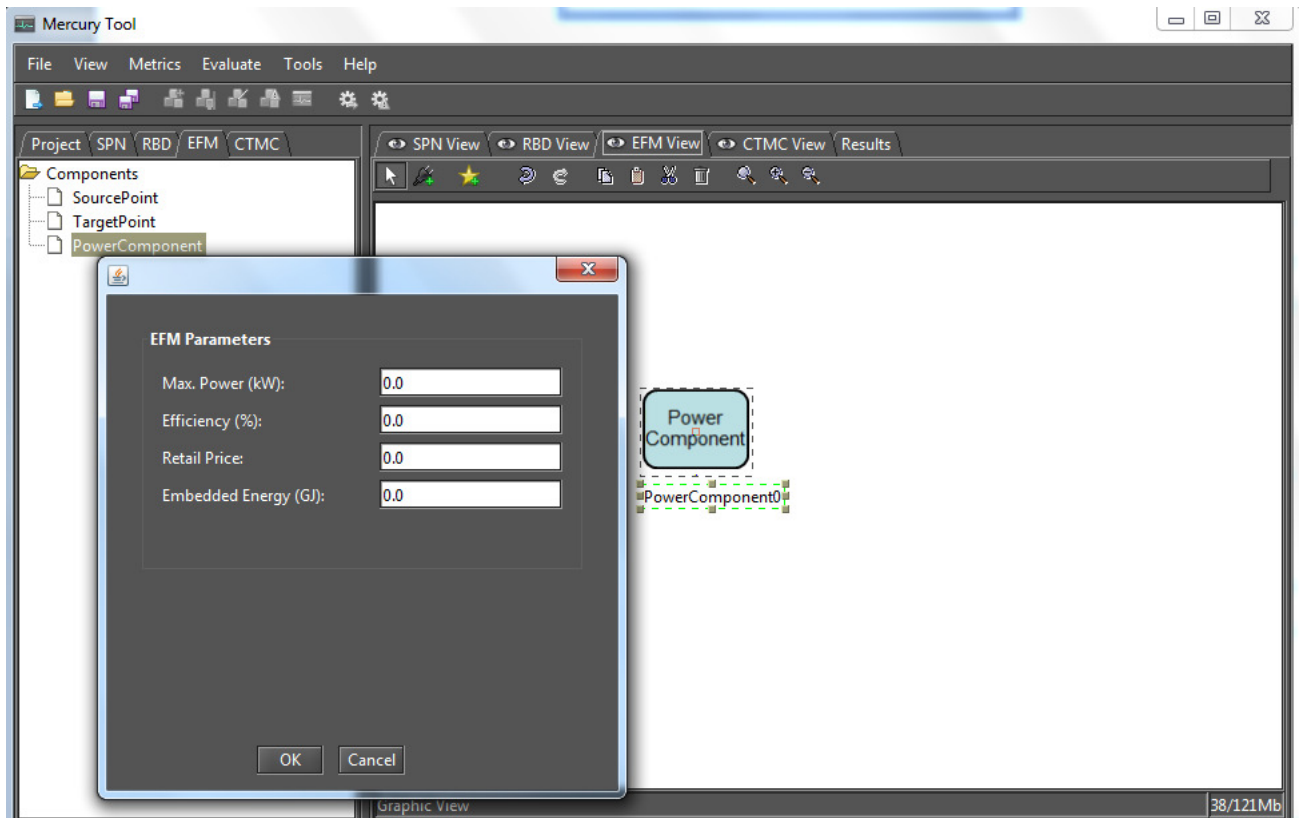 Mercury Tool
File View Metrics Evaluate Tools Help
Project SPN RBD EFM CTMC
SPN View RBD View EFM View CTMC View Results
Components
SourcePoint
TargetPoint
PowerComponent
EFM Parameters
Max. Power (kW): 0.0
Efficiency (%): 0.0
Retail Price: 0.0
Embedded Energy (GJ): 0.0
OK Cancel
Power
Component
PowerComponent0
Graphic View 38/121Mb